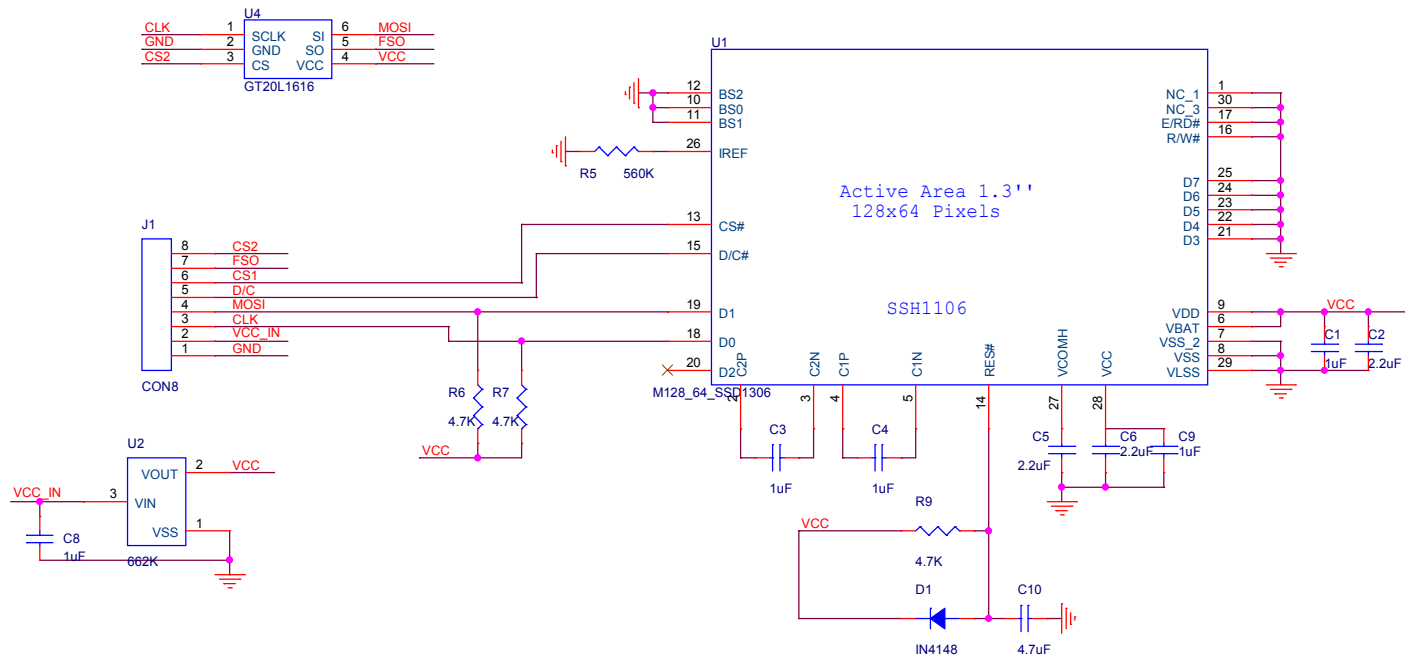 U4
CLK 1 SCLK SI 6 MOSI
GND 2 GND SO 5 FSO
CS2 3 CS VCC 4 VCC
GT20L1616
U1
12 BS2
10 BS0
11 BS1
26 IREF
R5 560K
13 CS#
15 D/C#
19 D1
18 D0
20 D2
Active Area 1.3''
128x64 Pixels
SSH1106
NC_1 1
NC_3 30
E/RD# 17
R/W# 16
D7 25
D6 24
D5 23
D4 22
D3 21
VDD 9
VBAT 6
VSS_2 7
VSS 8
VLSS 29
VCC
C1
1uF
C2
2.2uF
M128_64_SSD1306
C2P 2
C2N 3
C1P 4
C1N 5
RES# 14
VCOMH 27
VCC 28
C3
1uF
C4
1uF
C5
2.2uF
C6
2.2uF
C9
1uF
J1
8 CS2
7 FSO
6 CS1
5 D/C
4 MOSI
3 CLK
2 VCC_IN
1 GND
CON8
R6
4.7K
R7
4.7K
VCC
U2
VOUT 2 VCC
VCC_IN 3 VIN
VSS 1
C8
1uF
662K
VCC
R9
4.7K
D1
IN4148
C10
4.7uF